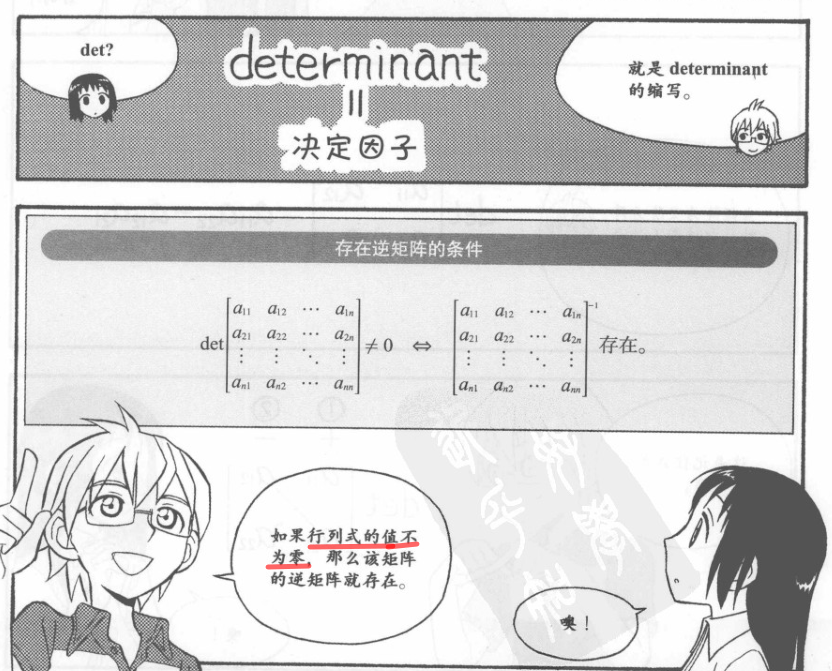 det?
determinant
=
决定因子
就是 determinant
的缩写。
存在逆矩阵的条件
det[a₁₁ a₁₂ ⋯ a₁ₙ
a₂₁ a₂₂ ⋯ a₂ₙ
⋮ ⋮ ⋱ ⋮
aₙ₁ aₙ₂ ⋯ aₙₙ] ≠ 0 ⇔ [a₁₁ a₁₂ ⋯ a₁ₙ
a₂₁ a₂₂ ⋯ a₂ₙ
⋮ ⋮ ⋱ ⋮
aₙ₁ aₙ₂ ⋯ aₙₙ]⁻¹ 存在。
如果行列式的值不
为零，那么该矩阵
的逆矩阵就存在。
噢！